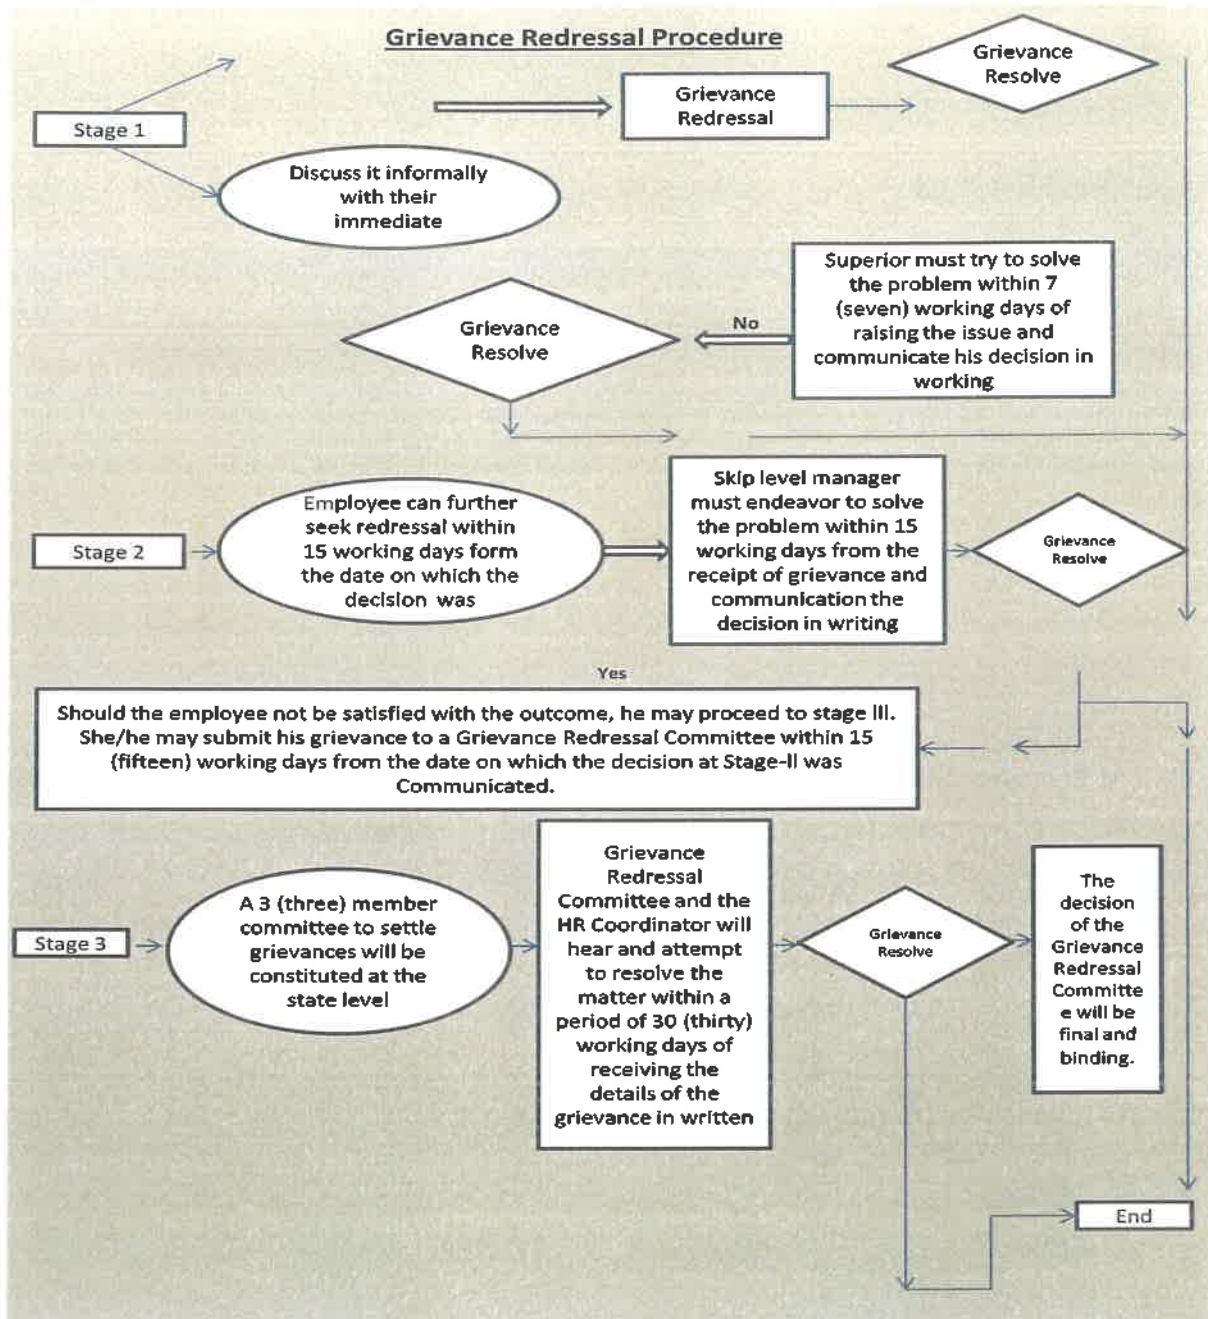 Grievance Redressal Procedure
Grievance
Resolve
Grievance
Redressal
Stage 1
Discuss it informally
with their
immediate
Superior must try to solve
the problem within 7
(seven) working days of
raising the issue and
communicate his decision in
working
No
Grievance
Resolve
Stage 2
Employee can further
seek redressal within
15 working days form
the date on which the
decision was
Skip level manager
must endeavor to solve
the problem within 15
working days from the
receipt of grievance and
communication the
decision in writing
Grievance
Resolve
Yes
Should the employee not be satisfied with the outcome, he may proceed to stage III.
She/he may submit his grievance to a Grievance Redressal Committee within 15
(fifteen) working days from the date on which the decision at Stage-II was
Communicated.
Stage 3
A 3 (three) member
committee to settle
grievances will be
constituted at the
state level
Grievance
Redressal
Committee and the
HR Coordinator will
hear and attempt
to resolve the
matter within a
period of 30 (thirty)
working days of
receiving the
details of the
grievance in written
Grievance
Resolve
The
decision
of the
Grievance
Redressal
Committe
e will be
final and
binding.
End